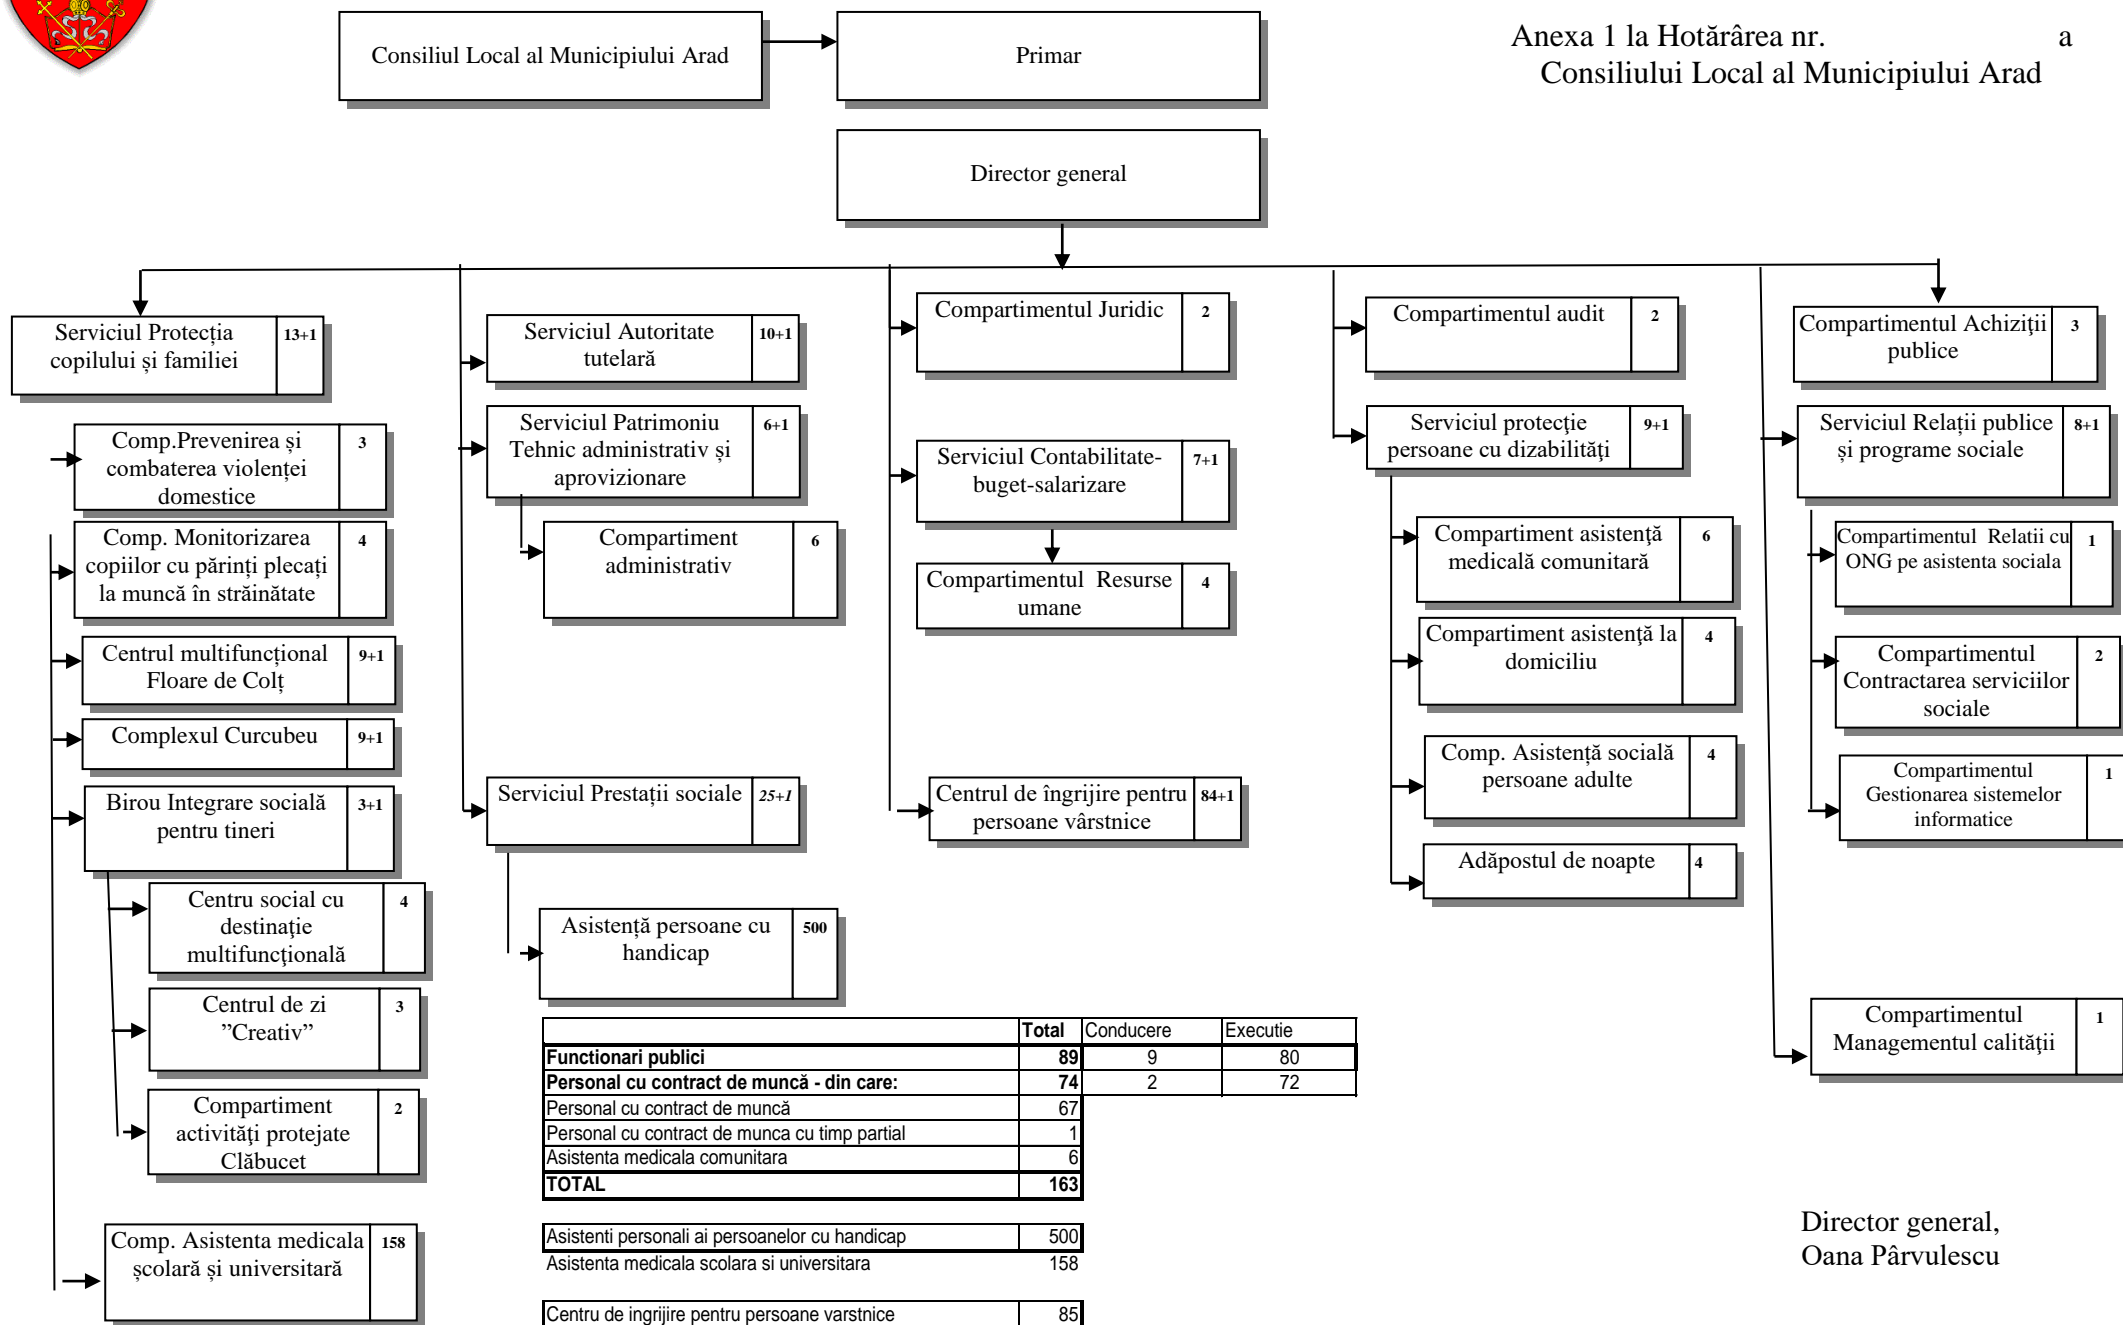 Consiliul Local al Municipiului Arad
Primar
Anexa 1 la Hotărârea nr. a
Consiliului Local al Municipiului Arad
Director general
Serviciul Protecția
copilului și familiei
13+1
Comp.Prevenirea și
combaterea violenței
domestice
3
Comp. Monitorizarea
copiilor cu părinți plecați
la muncă în străinătate
4
Centrul multifuncțional
Floare de Colț
9+1
Complexul Curcubeu
9+1
Birou Integrare socială
pentru tineri
3+1
Centru social cu
destinaţie
multifuncţională
4
Centrul de zi
”Creativ”
3
Compartiment
activităţi protejate
Clăbucet
2
Comp. Asistenta medicala
școlară și universitară
158
Serviciul Autoritate
tutelară
10+1
Serviciul Patrimoniu
Tehnic administrativ și
aprovizionare
6+1
Compartiment
administrativ
6
Serviciul Prestații sociale
25+1
Asistență persoane cu
handicap
500
Compartimentul Juridic
2
Serviciul Contabilitate-
buget-salarizare
7+1
Compartimentul Resurse
umane
4
Centrul de îngrijire pentru
persoane vârstnice
84+1
Compartimentul audit
2
Serviciul protecţie
persoane cu dizabilităţi
9+1
Compartiment asistenţă
medicală comunitară
6
Compartiment asistenţă la
domiciliu
4
Comp. Asistență socială
persoane adulte
4
Adăpostul de noapte
4
Compartimentul Achiziţii
publice
3
Serviciul Relații publice
și programe sociale
8+1
Compartimentul Relatii cu
ONG pe asistenta sociala
1
Compartimentul
Contractarea serviciilor
sociale
2
Compartimentul
Gestionarea sistemelor
informatice
1
Compartimentul
Managementul calităţii
1
Total Conducere Executie
Functionari publici 89 9 80
Personal cu contract de muncă - din care: 74 2 72
Personal cu contract de muncă 67
Personal cu contract de munca cu timp partial 1
Asistenta medicala comunitara 6
TOTAL 163
Asistenti personali ai persoanelor cu handicap 500
Asistenta medicala scolara si universitara 158
Centru de ingrijire pentru persoane varstnice 85
Director general,
Oana Pârvulescu